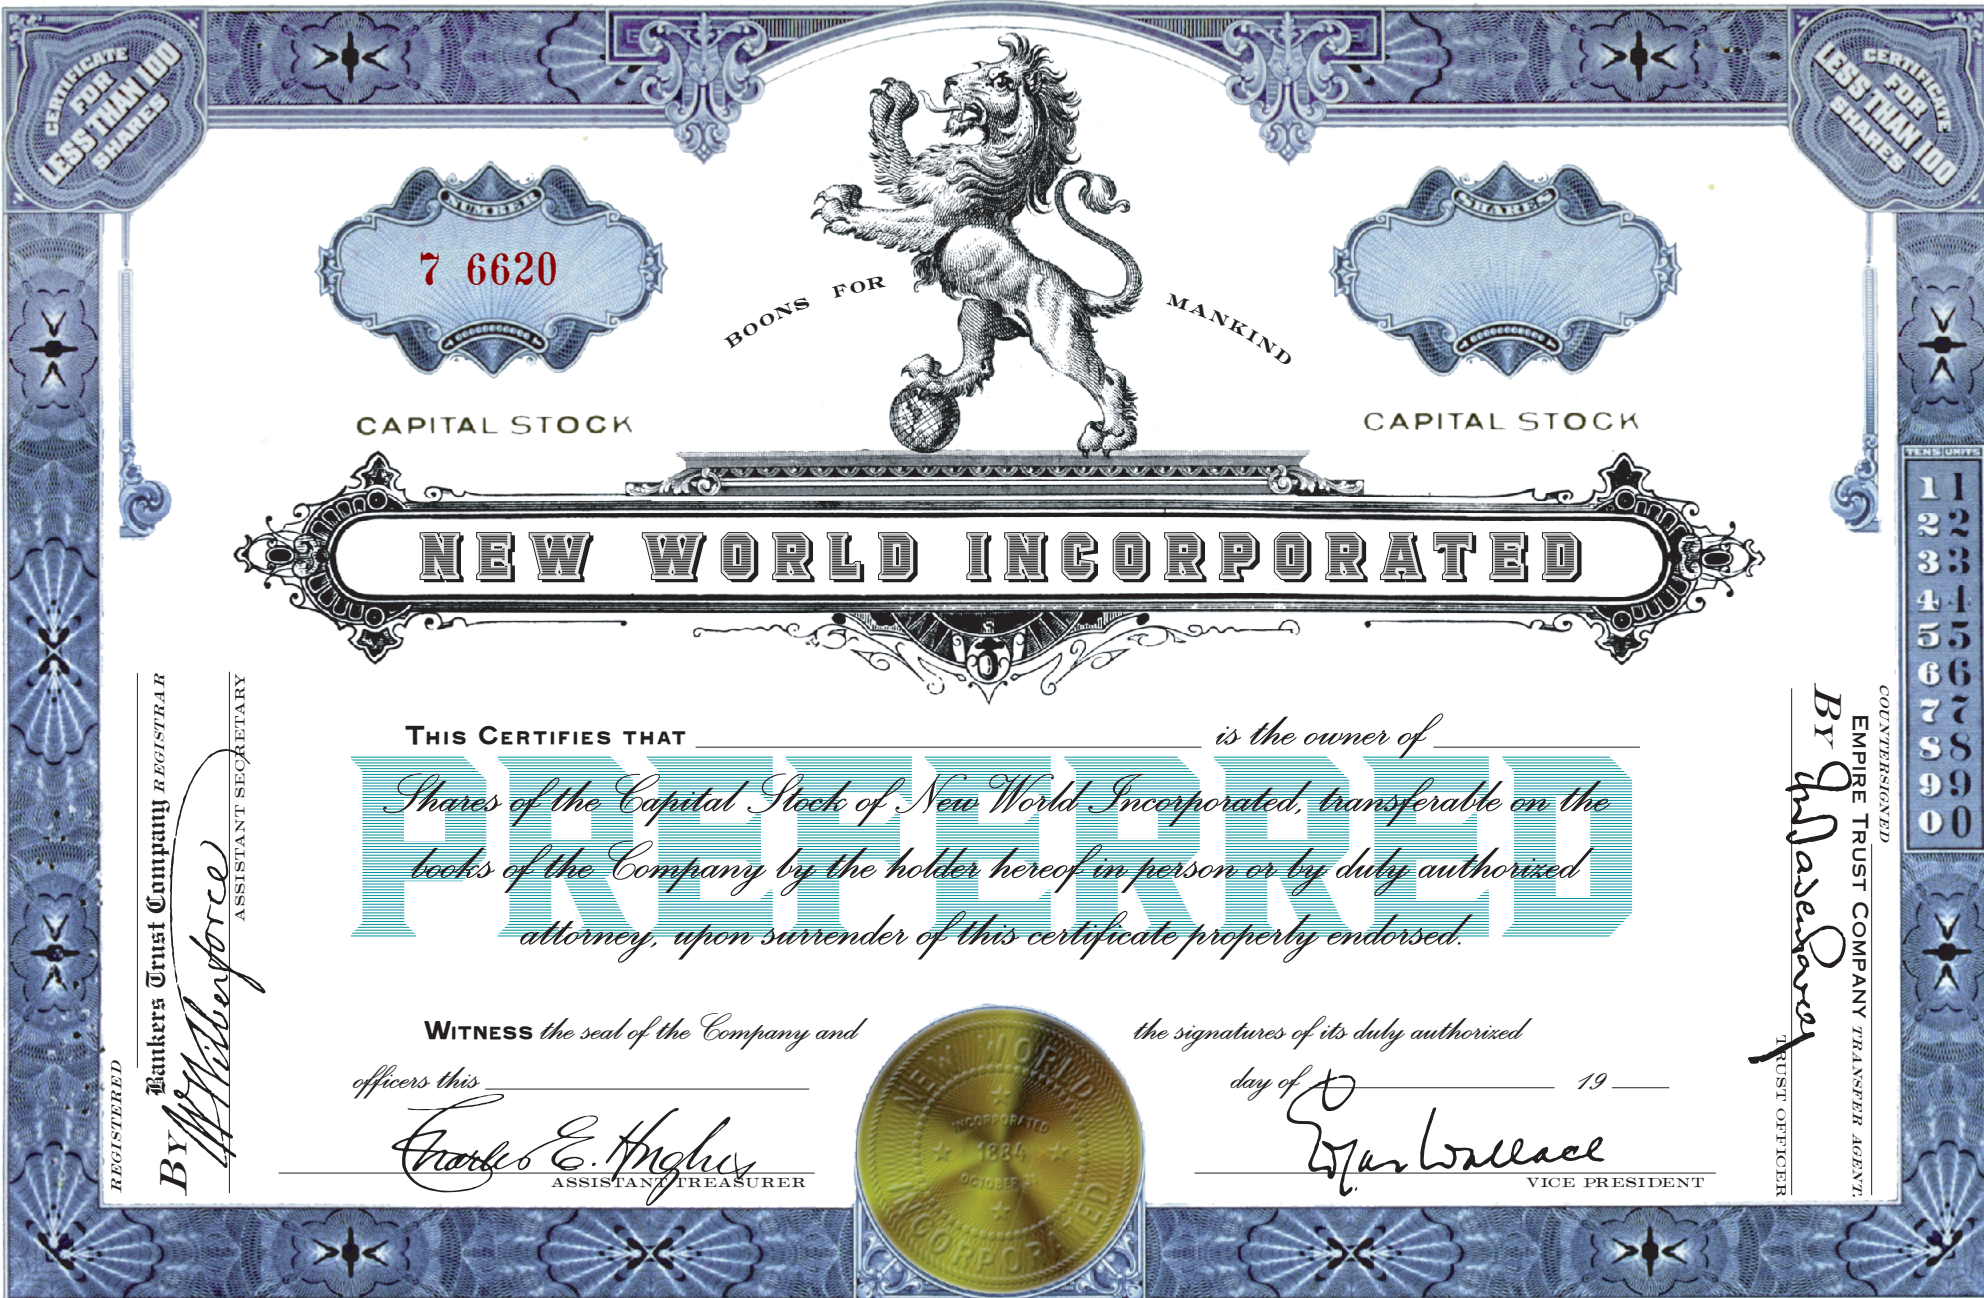 CERTIFICATE
FOR
LESS THAN 100
SHARES
CERTIFICATE
FOR
LESS THAN 100
SHARES
NUMBER
7 6620
SHARES
BOONS FOR MANKIND
CAPITAL STOCK
CAPITAL STOCK
NEW WORLD INCORPORATED
TENS UNITS
1 1
2 2
3 3
4 4
5 5
6 6
7 7
8 8
9 9
0 0
THIS CERTIFIES THAT is the owner of
PREFERRED
Shares of the Capital Stock of New World Incorporated, transferable on the
books of the Company by the holder hereof in person or by duly authorized
attorney, upon surrender of this certificate properly endorsed.
WITNESS the seal of the Company and the signatures of its duly authorized
officers this day of 19
Charles E. Hughes
ASSISTANT TREASURER
Wallace
VICE PRESIDENT
NEW WORLD
INCORPORATED
1884
OCTOBER 31
INCORPORATED
REGISTERED
Bankers Trust Company REGISTRAR
BY Wilberforce
ASSISTANT SECRETARY
COUNTERSIGNED
EMPIRE TRUST COMPANY TRANSFER AGENT.
BY
TRUST OFFICER